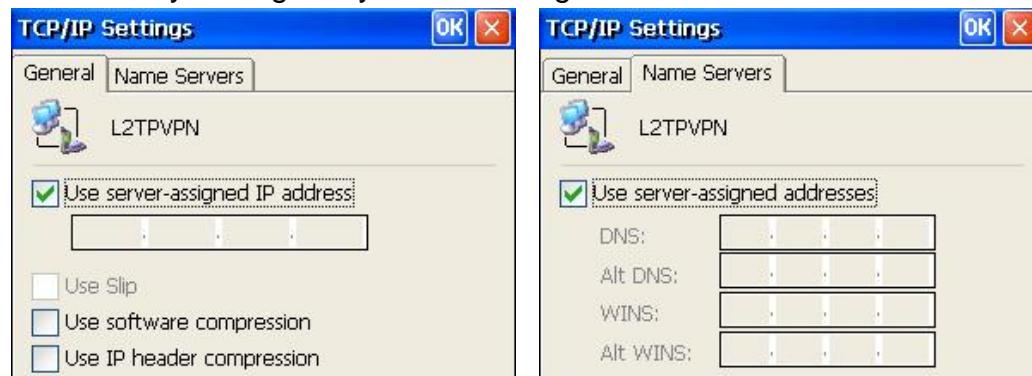 TCP/IP Settings OK
General Name Servers
L2TPVPN
Use server-assigned IP address
Use Slip
Use software compression
Use IP header compression
TCP/IP Settings OK
General Name Servers
L2TPVPN
Use server-assigned addresses
DNS:
Alt DNS:
WINS:
Alt WINS: